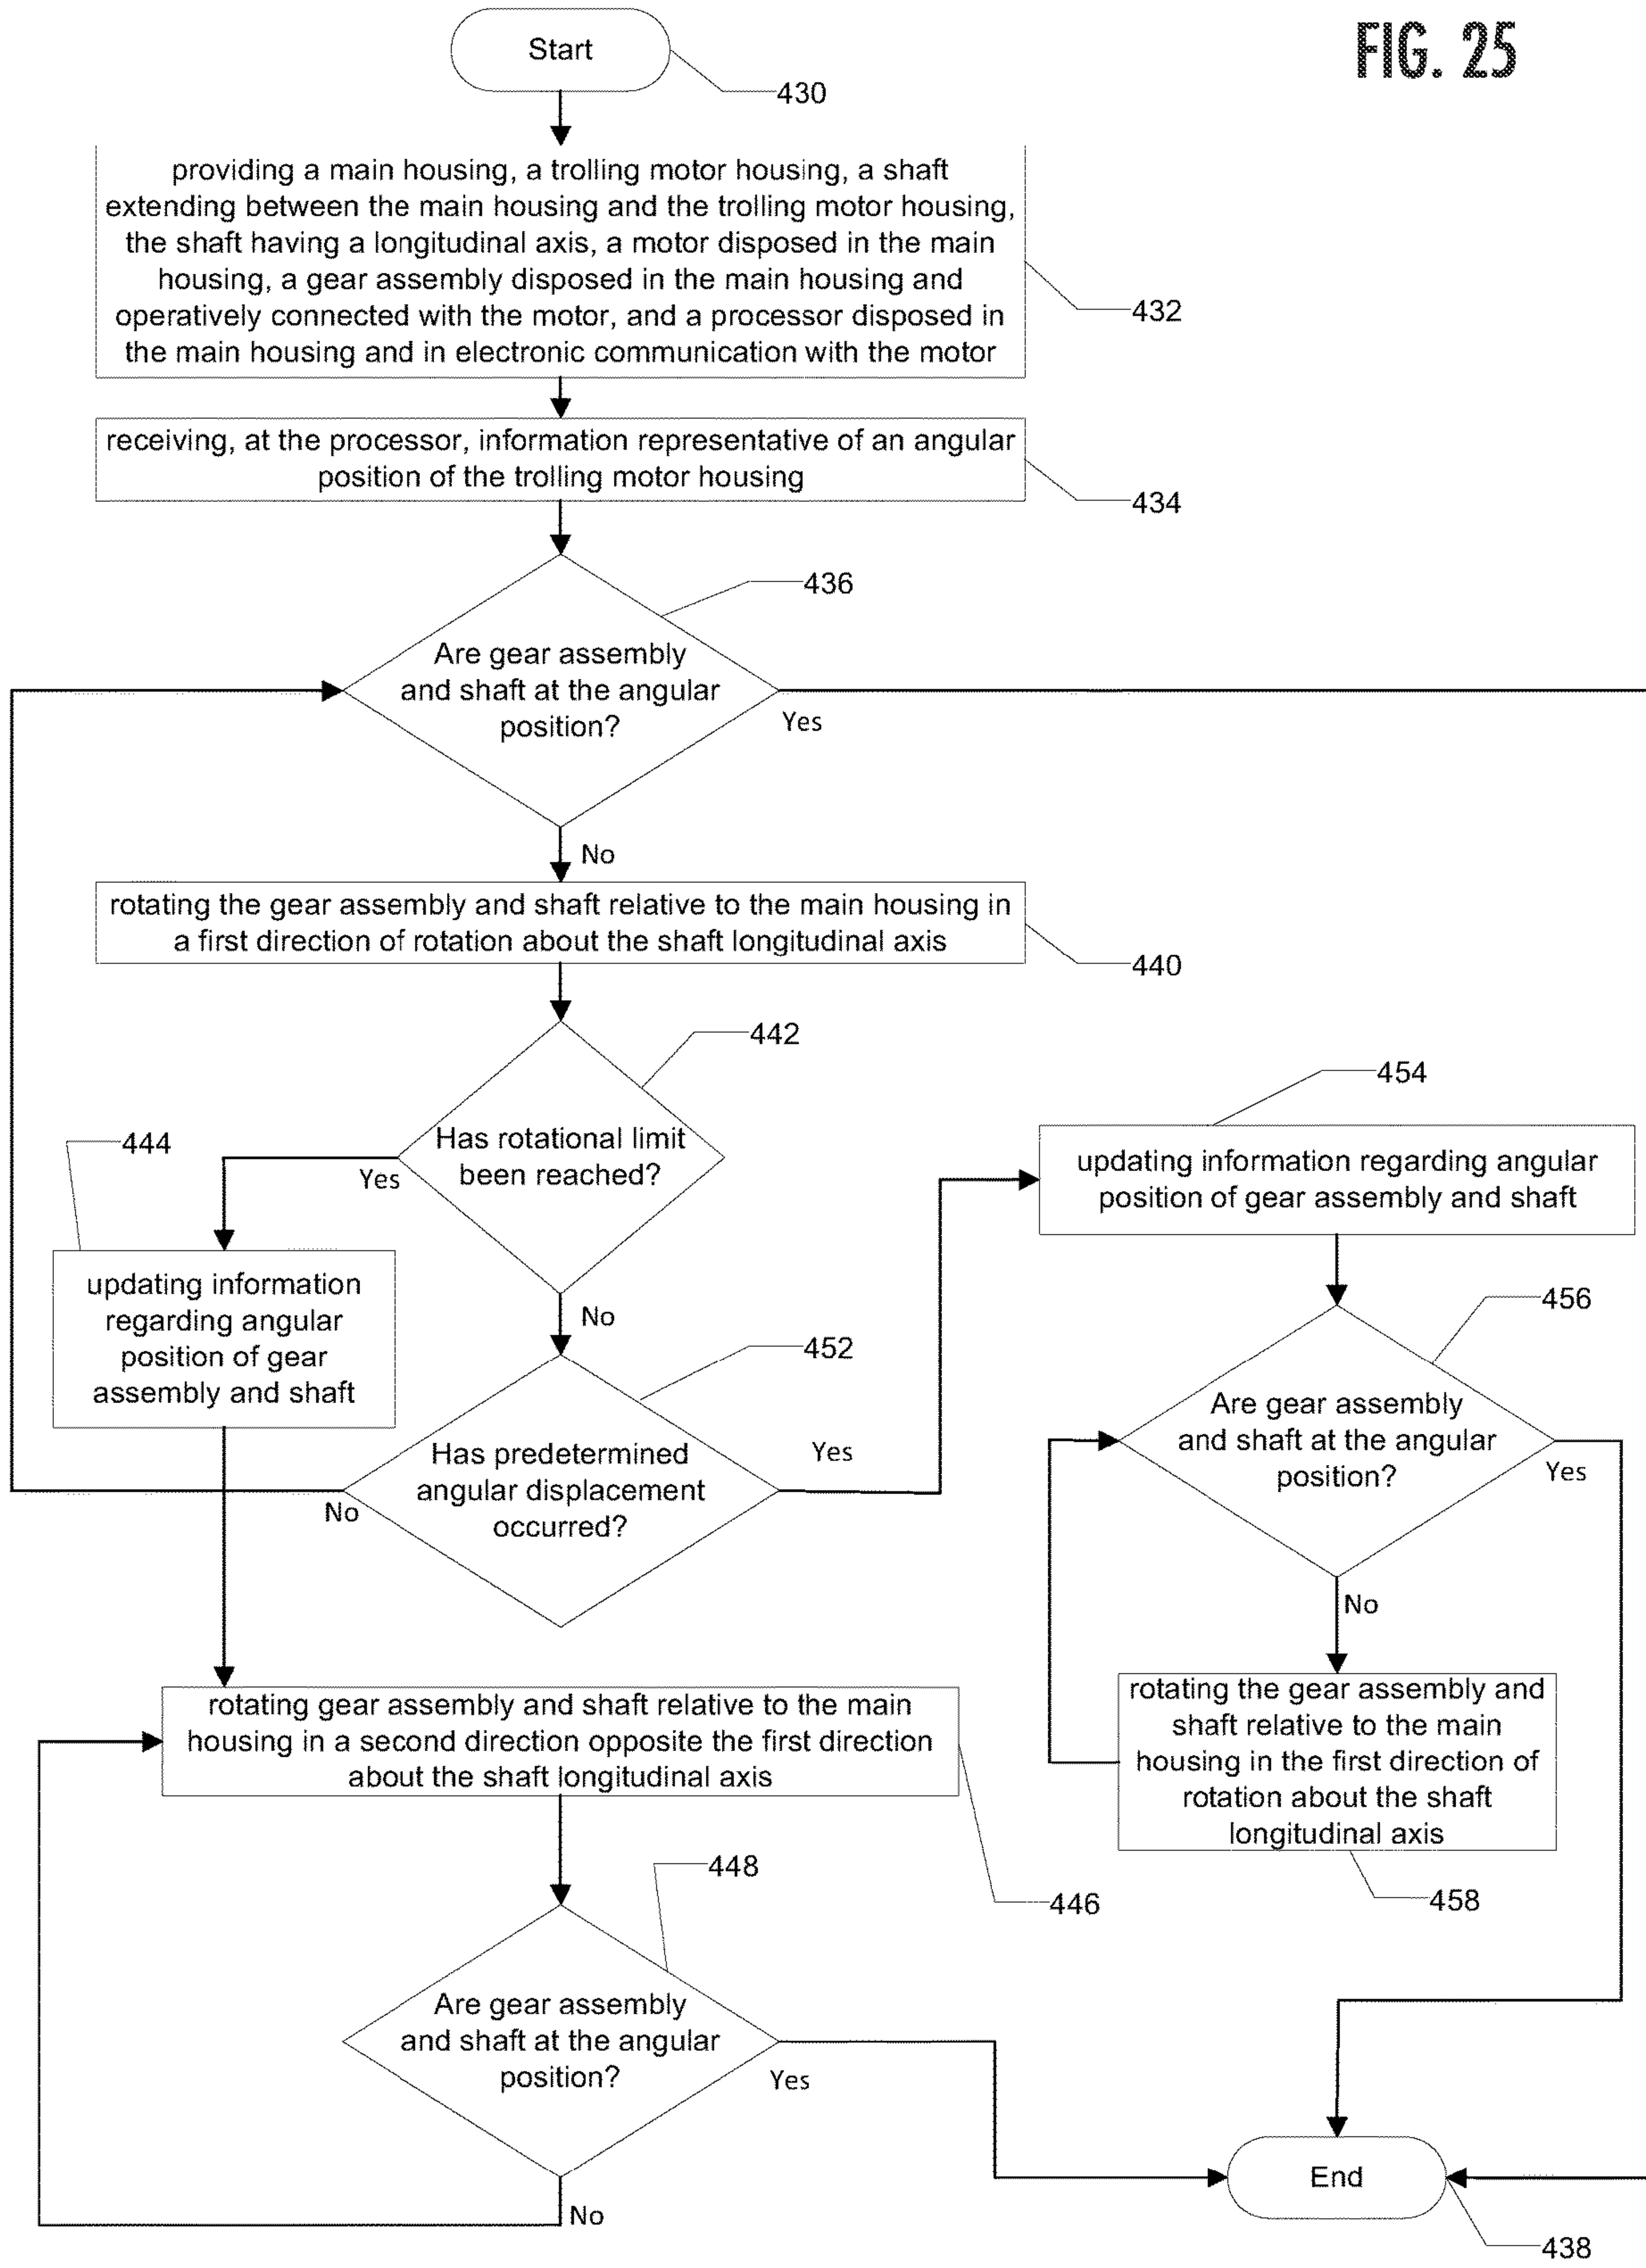 FIG. 25
Start
430
providing a main housing, a trolling motor housing, a shaft
extending between the main housing and the trolling motor housing,
the shaft having a longitudinal axis, a motor disposed in the main
housing, a gear assembly disposed in the main housing and
operatively connected with the motor, and a processor disposed in
the main housing and in electronic communication with the motor
432
receiving, at the processor, information representative of an angular
position of the trolling motor housing
434
436
Are gear assembly
and shaft at the angular
position?
Yes
No
rotating the gear assembly and shaft relative to the main housing in
a first direction of rotation about the shaft longitudinal axis
440
442
Has rotational limit
been reached?
Yes
No
444
updating information
regarding angular
position of gear
assembly and shaft
452
Has predetermined
angular displacement
occurred?
Yes
No
454
updating information regarding angular
position of gear assembly and shaft
456
Are gear assembly
and shaft at the angular
position?
Yes
No
rotating the gear assembly and
shaft relative to the main
housing in the first direction of
rotation about the shaft
longitudinal axis
458
rotating gear assembly and shaft relative to the main
housing in a second direction opposite the first direction
about the shaft longitudinal axis
446
448
Are gear assembly
and shaft at the angular
position?
Yes
No
End
438